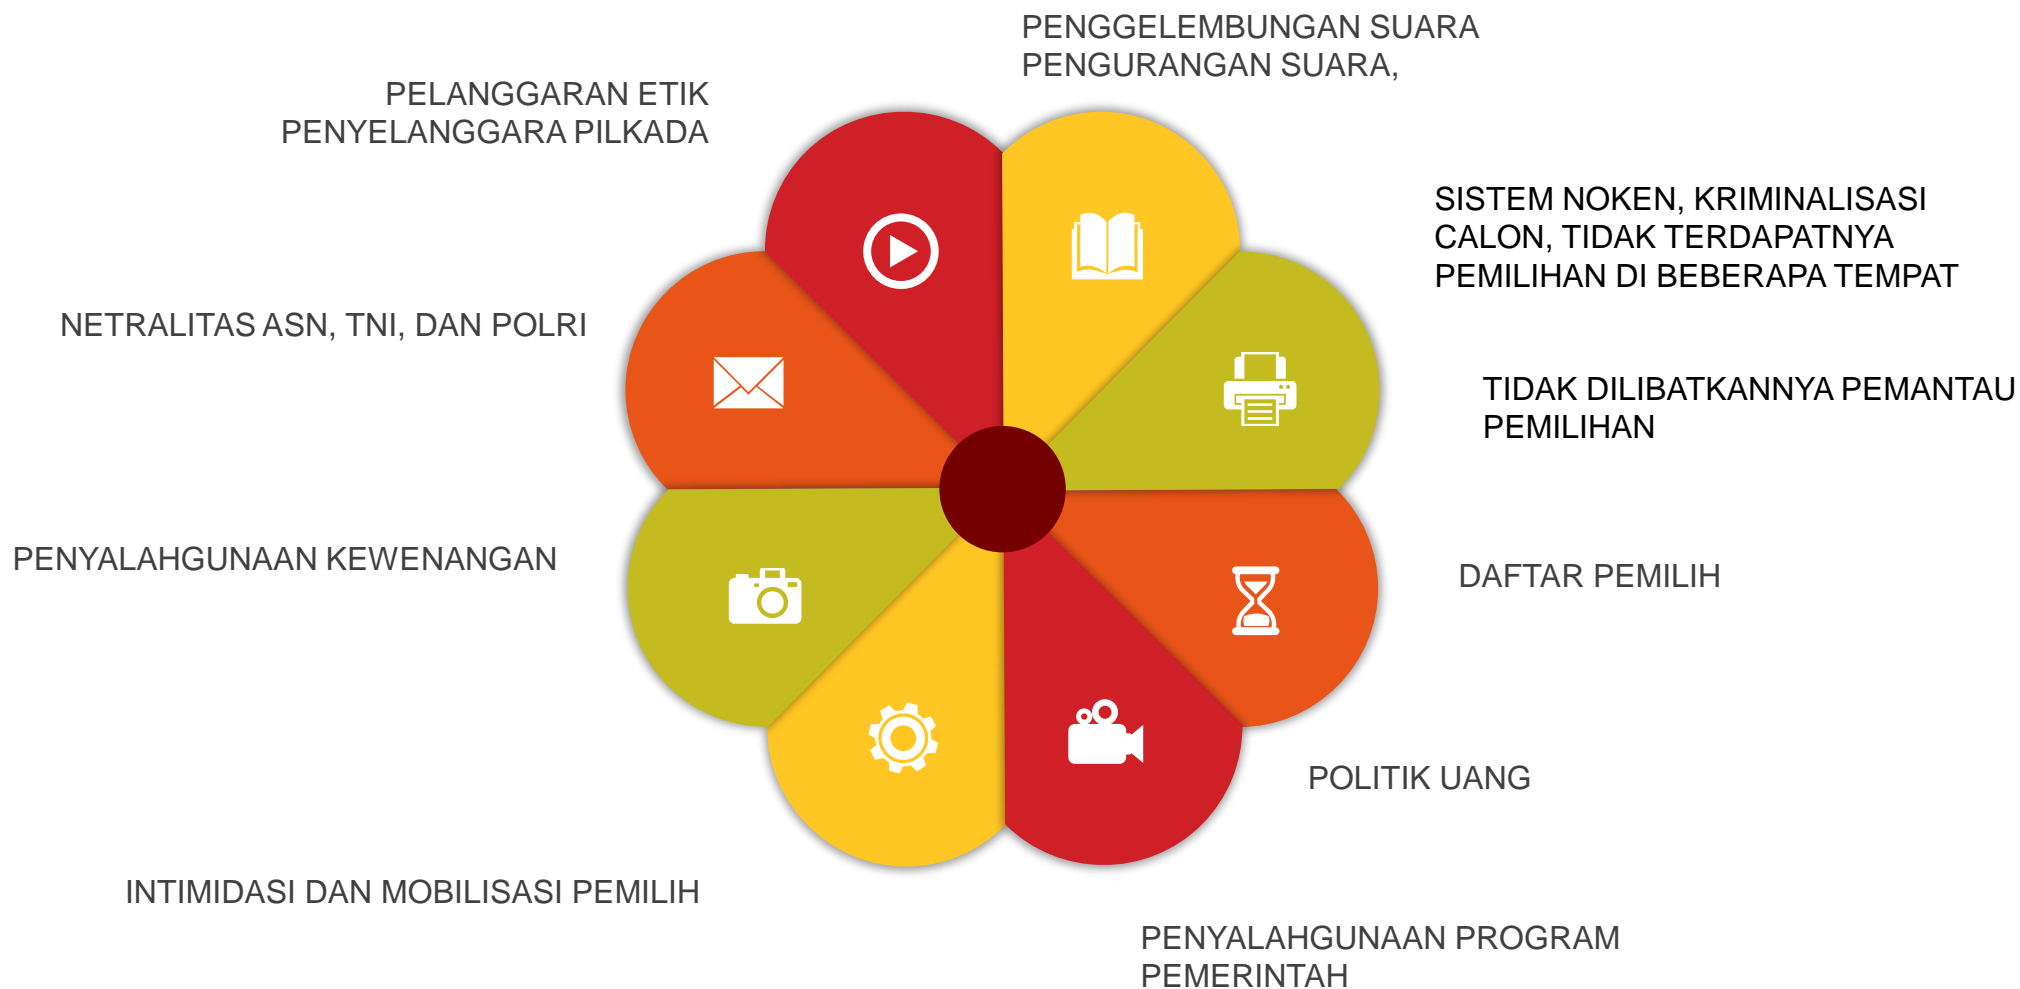 PENGGELEMBUNGAN SUARA
PENGURANGAN SUARA,
PELANGGARAN ETIK
PENYELANGGARA PILKADA
SISTEM NOKEN, KRIMINALISASI
CALON, TIDAK TERDAPATNYA
PEMILIHAN DI BEBERAPA TEMPAT
NETRALITAS ASN, TNI, DAN POLRI
TIDAK DILIBATKANNYA PEMANTAU
PEMILIHAN
PENYALAHGUNAAN KEWENANGAN
DAFTAR PEMILIH
POLITIK UANG
INTIMIDASI DAN MOBILISASI PEMILIH
PENYALAHGUNAAN PROGRAM
PEMERINTAH